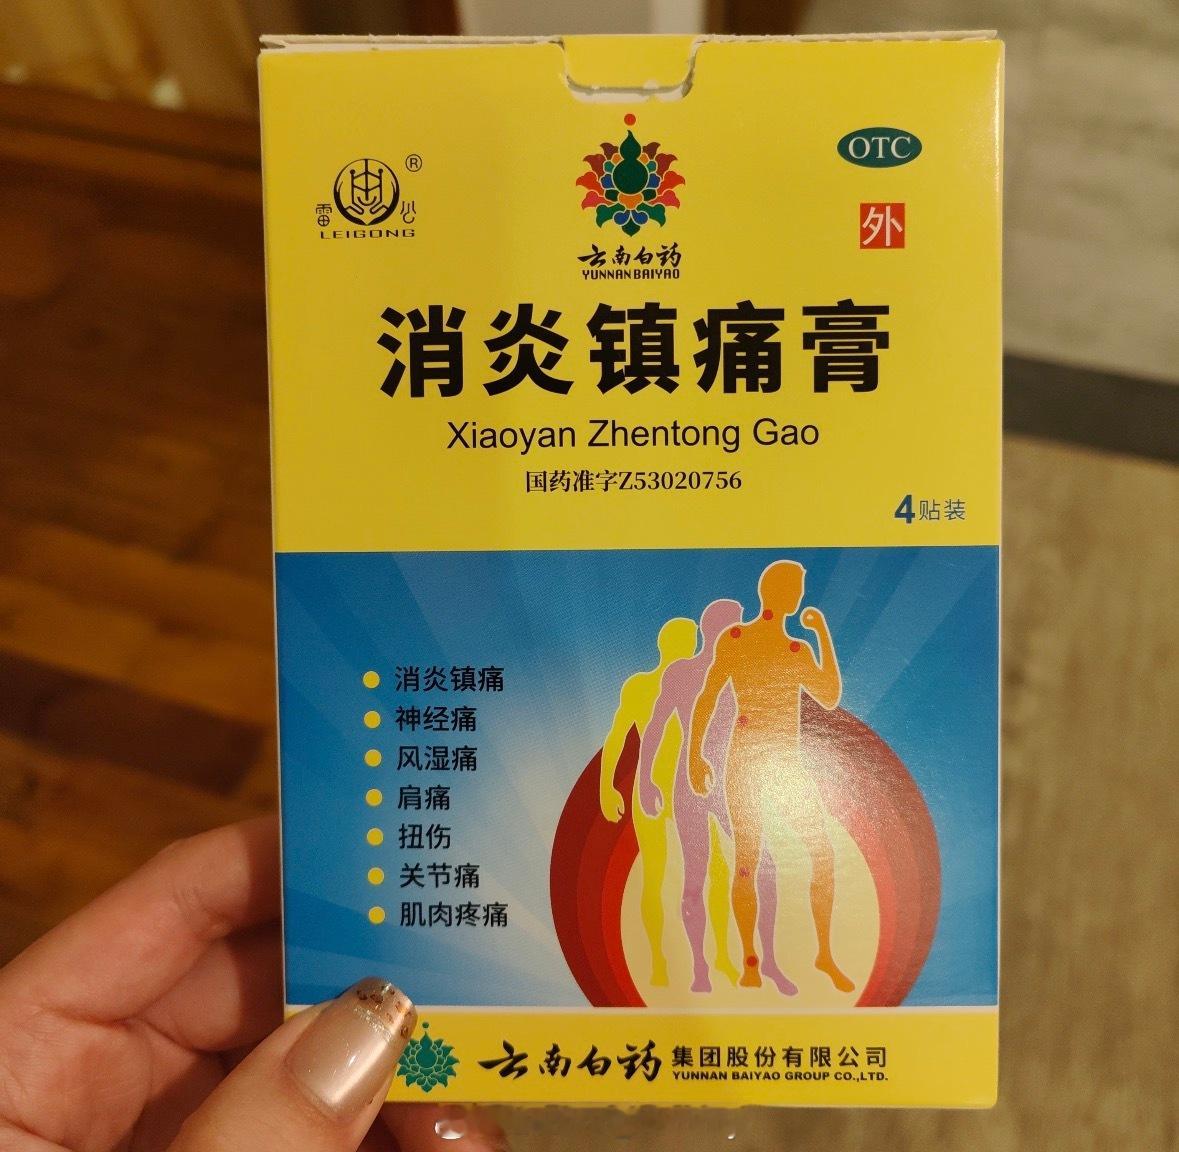 OTC
雷公®
LEIGONG
外
云南白药
YUNNAN BAIYAO
消炎镇痛膏
Xiaoyan Zhentong Gao
国药准字Z53020756
4贴装
消炎镇痛
神经痛
风湿痛
肩痛
扭伤
关节痛
肌肉疼痛
云南白药集团股份有限公司
YUNNAN BAIYAO GROUP CO.,LTD.